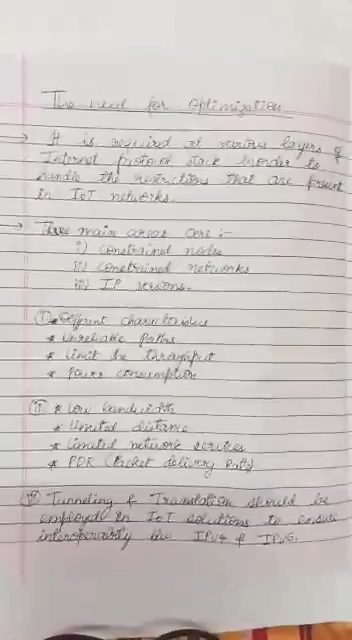 The need for Optimization
→ It is required at various layers of
Internet protocol stack inorder to
handle the restrictions that are present
in IoT networks.
→ Three main areas are :-
i) constrained nodes
ii) constrained networks
iii) IP versions.
(i) * Different characteristics
* Unreliable paths
* Limit the throughput
* Power consumption
(ii) * Low bandwidth
* Limited distance
* Limited network services
* PDR (Packet delivery Rate)
(iii) Tunneling & Translation should be
employed in IoT solutions to ensure
interoperability b/w IPv4 & IPv6.